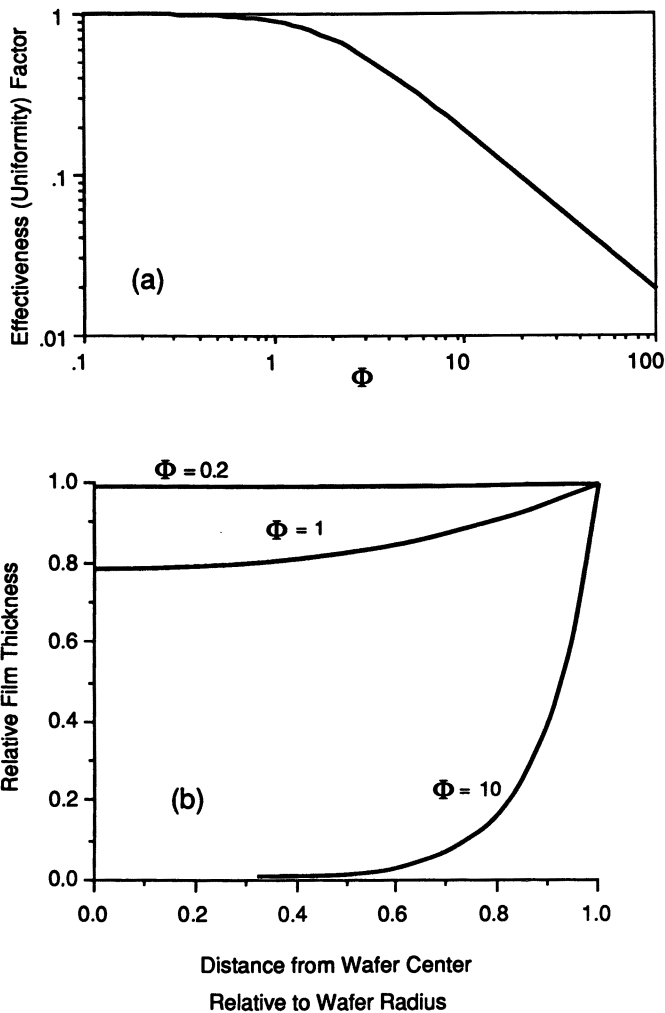 Effectiveness (Uniformity) Factor
1
.1
.01
(a)
.1
1
10
100
Φ
Relative Film Thickness
1.0
0.8
0.6
0.4
0.2
0.0
Φ = 0.2
Φ = 1
Φ = 10
(b)
0.0
0.2
0.4
0.6
0.8
1.0
Distance from Wafer Center
Relative to Wafer Radius